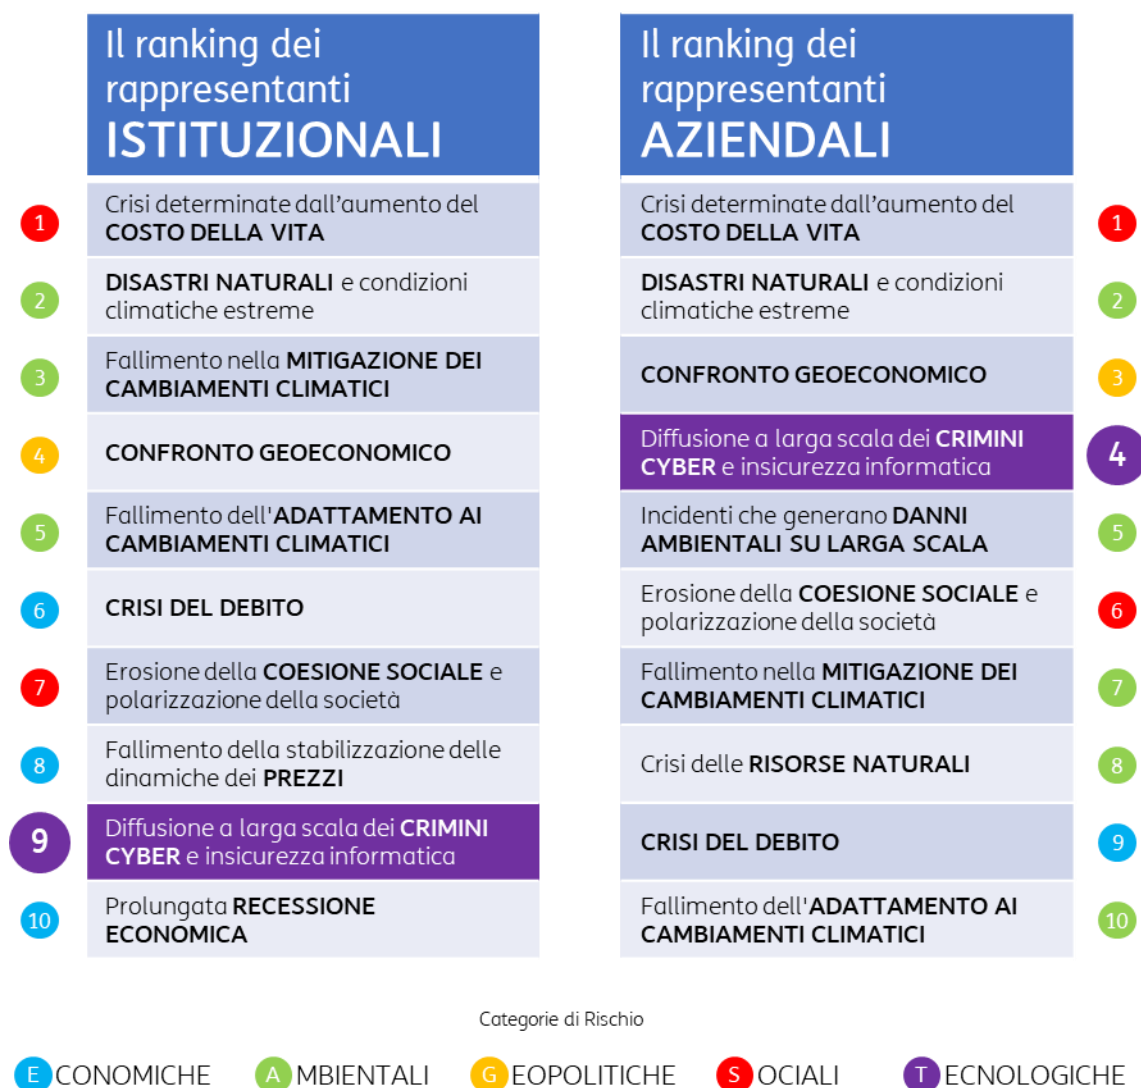 Il ranking dei
rappresentanti
ISTITUZIONALI
1
Crisi determinate dall’aumento del
COSTO DELLA VITA
2
DISASTRI NATURALI e condizioni
climatiche estreme
3
Fallimento nella MITIGAZIONE DEI
CAMBIAMENTI CLIMATICI
4
CONFRONTO GEOECONOMICO
5
Fallimento dell'ADATTAMENTO AI
CAMBIAMENTI CLIMATICI
6
CRISI DEL DEBITO
7
Erosione della COESIONE SOCIALE e
polarizzazione della società
8
Fallimento della stabilizzazione delle
dinamiche dei PREZZI
9
Diffusione a larga scala dei CRIMINI
CYBER e insicurezza informatica
10
Prolungata RECESSIONE
ECONOMICA
Il ranking dei
rappresentanti
AZIENDALI
Crisi determinate dall’aumento del
COSTO DELLA VITA
1
DISASTRI NATURALI e condizioni
climatiche estreme
2
CONFRONTO GEOECONOMICO
3
Diffusione a larga scala dei CRIMINI
CYBER e insicurezza informatica
4
Incidenti che generano DANNI
AMBIENTALI SU LARGA SCALA
5
Erosione della COESIONE SOCIALE e
polarizzazione della società
6
Fallimento nella MITIGAZIONE DEI
CAMBIAMENTI CLIMATICI
7
Crisi delle RISORSE NATURALI
8
CRISI DEL DEBITO
9
Fallimento dell'ADATTAMENTO AI
CAMBIAMENTI CLIMATICI
10
Categorie di Rischio
ECONOMICHE AMBIENTALI GEOPOLITICHE SOCIALI TECNOLOGICHE